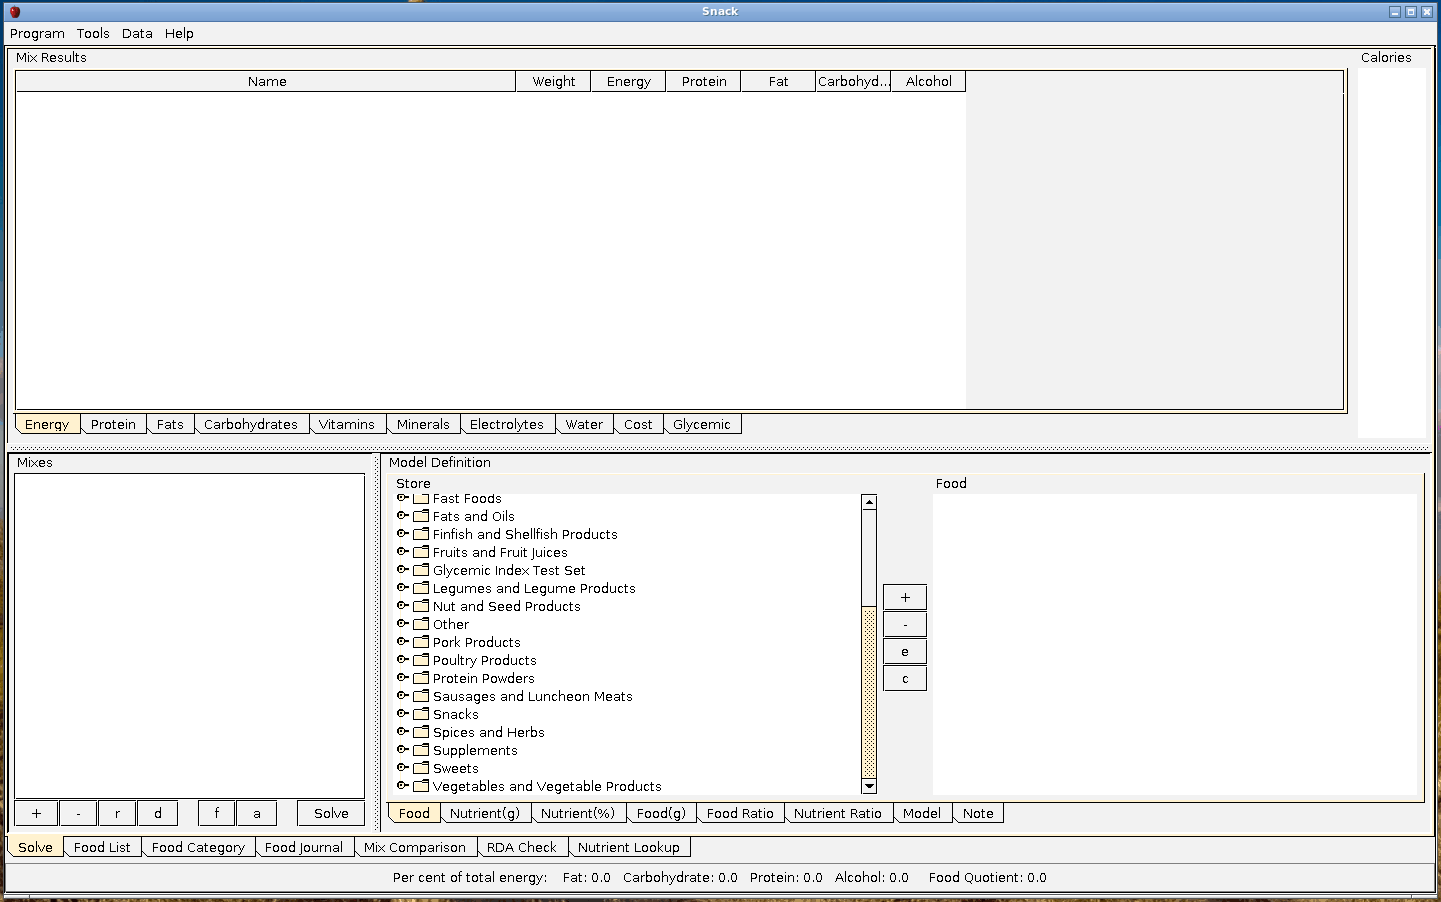 Snack
Program Tools Data Help
Mix Results
Calories
Name Weight Energy Protein Fat Carbohyd... Alcohol
Energy Protein Fats Carbohydrates Vitamins Minerals Electrolytes Water Cost Glycemic
Mixes
Model Definition
Store
Food
Fast Foods
Fats and Oils
Finfish and Shellfish Products
Fruits and Fruit Juices
Glycemic Index Test Set
Legumes and Legume Products
Nut and Seed Products
Other
Pork Products
Poultry Products
Protein Powders
Sausages and Luncheon Meats
Snacks
Spices and Herbs
Supplements
Sweets
Vegetables and Vegetable Products
+
-
e
c
+ - r d f a Solve
Food Nutrient(g) Nutrient(%) Food(g) Food Ratio Nutrient Ratio Model Note
Solve Food List Food Category Food Journal Mix Comparison RDA Check Nutrient Lookup
Per cent of total energy: Fat: 0.0 Carbohydrate: 0.0 Protein: 0.0 Alcohol: 0.0 Food Quotient: 0.0